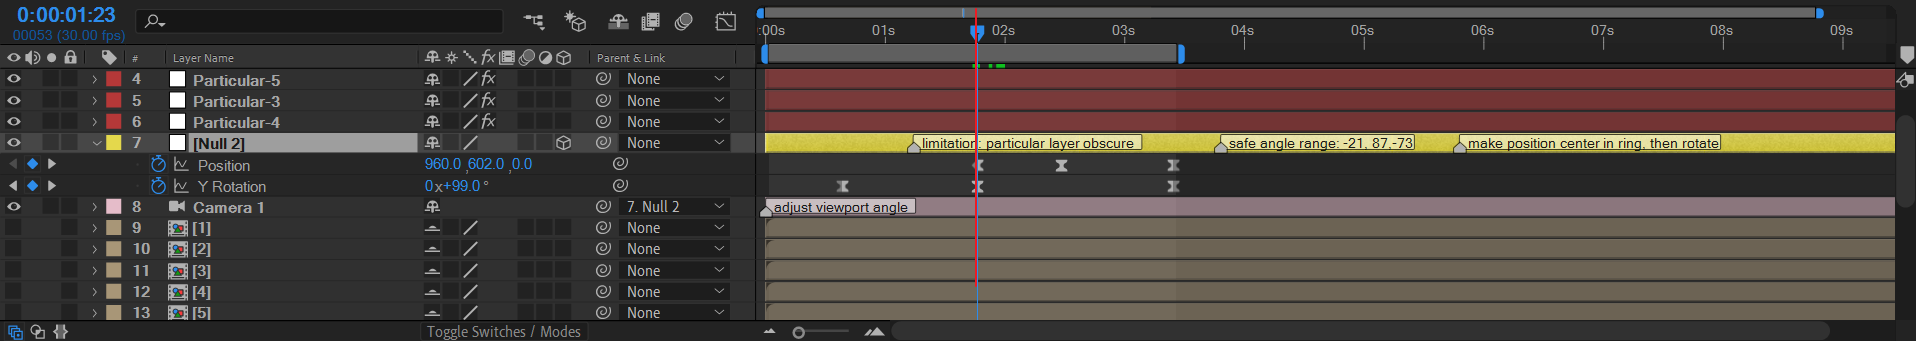 0:00:01:23
00053 (30.00 fps)
:00s 01s 02s 03s 04s 05s 06s 07s 08s 09s
# Layer Name fx Parent & Link
4 Particular-5 fx None
5 Particular-3 fx None
6 Particular-4 fx None
7 [Null 2] None limitation: particular layer obscure safe angle range: -21, 87,-73 make position center in ring, then rotate
Position 960.0 ,602.0 ,0.0
Y Rotation 0x+99.0 °
8 Camera 1 7. Null 2 adjust viewport angle
9 [1] None
10 [2] None
11 [3] None
12 [4] None
13 [5] None
Toggle Switches / Modes